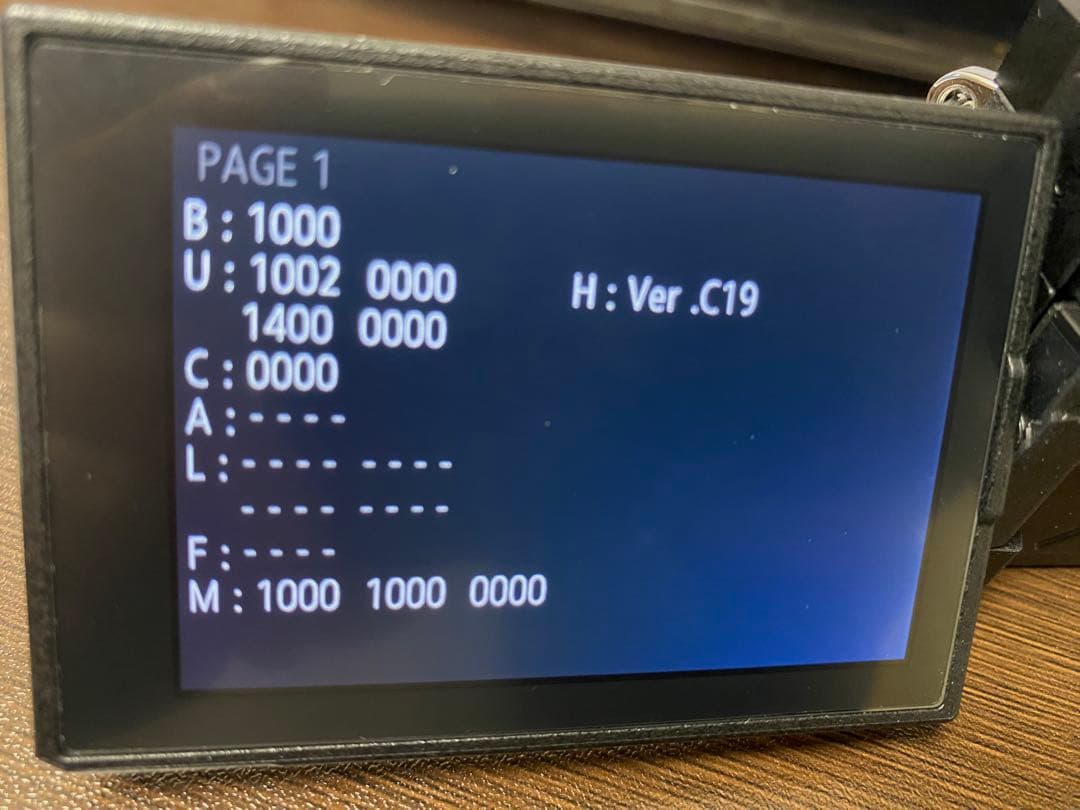 PAGE 1
B : 1000
U : 1002 0000 H : Ver .C19
1400 0000
C : 0000
A : - - - -
L : - - - - - - - -
- - - - - - - -
F : - - - -
M : 1000 1000 0000